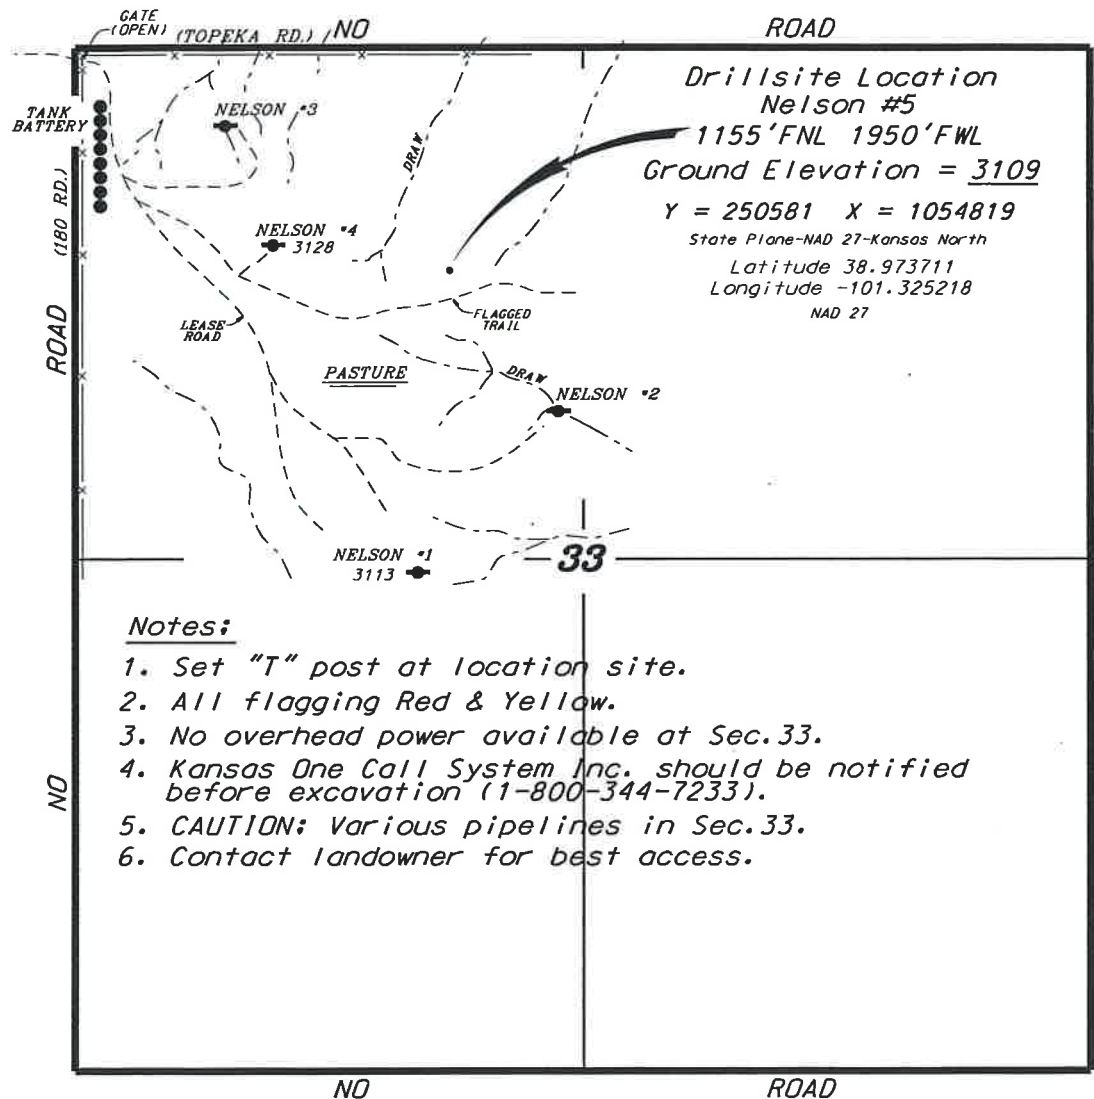 GATE
(OPEN)
(TOPEKA RD.)
NO
ROAD
TANK
BATTERY
NELSON #3
DRAW
Drillsite Location
Nelson #5
1155'FNL 1950'FWL
Ground Elevation = 3109
Y = 250581 X = 1054819
State Plane-NAD 27-Kansas North
Latitude 38.973711
Longitude -101.325218
NAD 27
(180 RD.)
ROAD
NELSON #4
3128
LEASE
ROAD
FLAGGED
TRAIL
PASTURE
DRAW
NELSON #2
NELSON #1
3113
33
Notes:
1. Set "T" post at location site.
2. All flagging Red & Yellow.
3. No overhead power available at Sec.33.
4. Kansas One Call System Inc. should be notified
before excavation (1-800-344-7233).
5. CAUTION: Various pipelines in Sec.33.
6. Contact landowner for best access.
NO
NO
ROAD